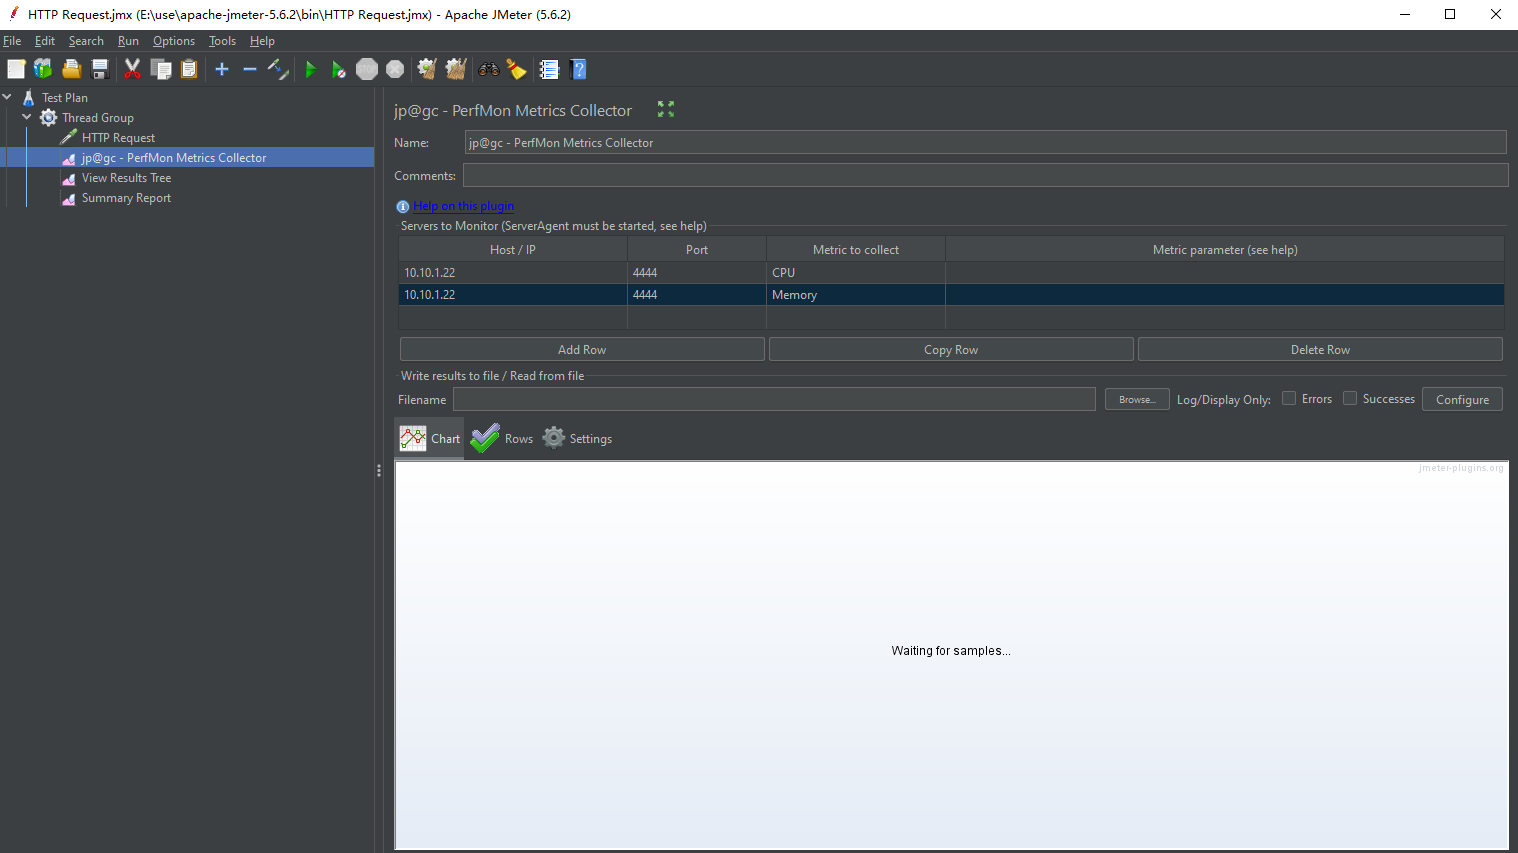 HTTP Request.jmx (E:\use\apache-jmeter-5.6.2\bin\HTTP Request.jmx) - Apache JMeter (5.6.2)
File Edit Search Run Options Tools Help
Test Plan
Thread Group
HTTP Request
jp@gc - PerfMon Metrics Collector
View Results Tree
Summary Report
jp@gc - PerfMon Metrics Collector
Name: jp@gc - PerfMon Metrics Collector
Comments:
Help on this plugin
Servers to Monitor (ServerAgent must be started, see help)
Host / IP Port Metric to collect Metric parameter (see help)
10.10.1.22 4444 CPU
10.10.1.22 4444 Memory
Add Row Copy Row Delete Row
Write results to file / Read from file
Filename Browse... Log/Display Only: Errors Successes Configure
Chart Rows Settings
jmeter-plugins.org
Waiting for samples...